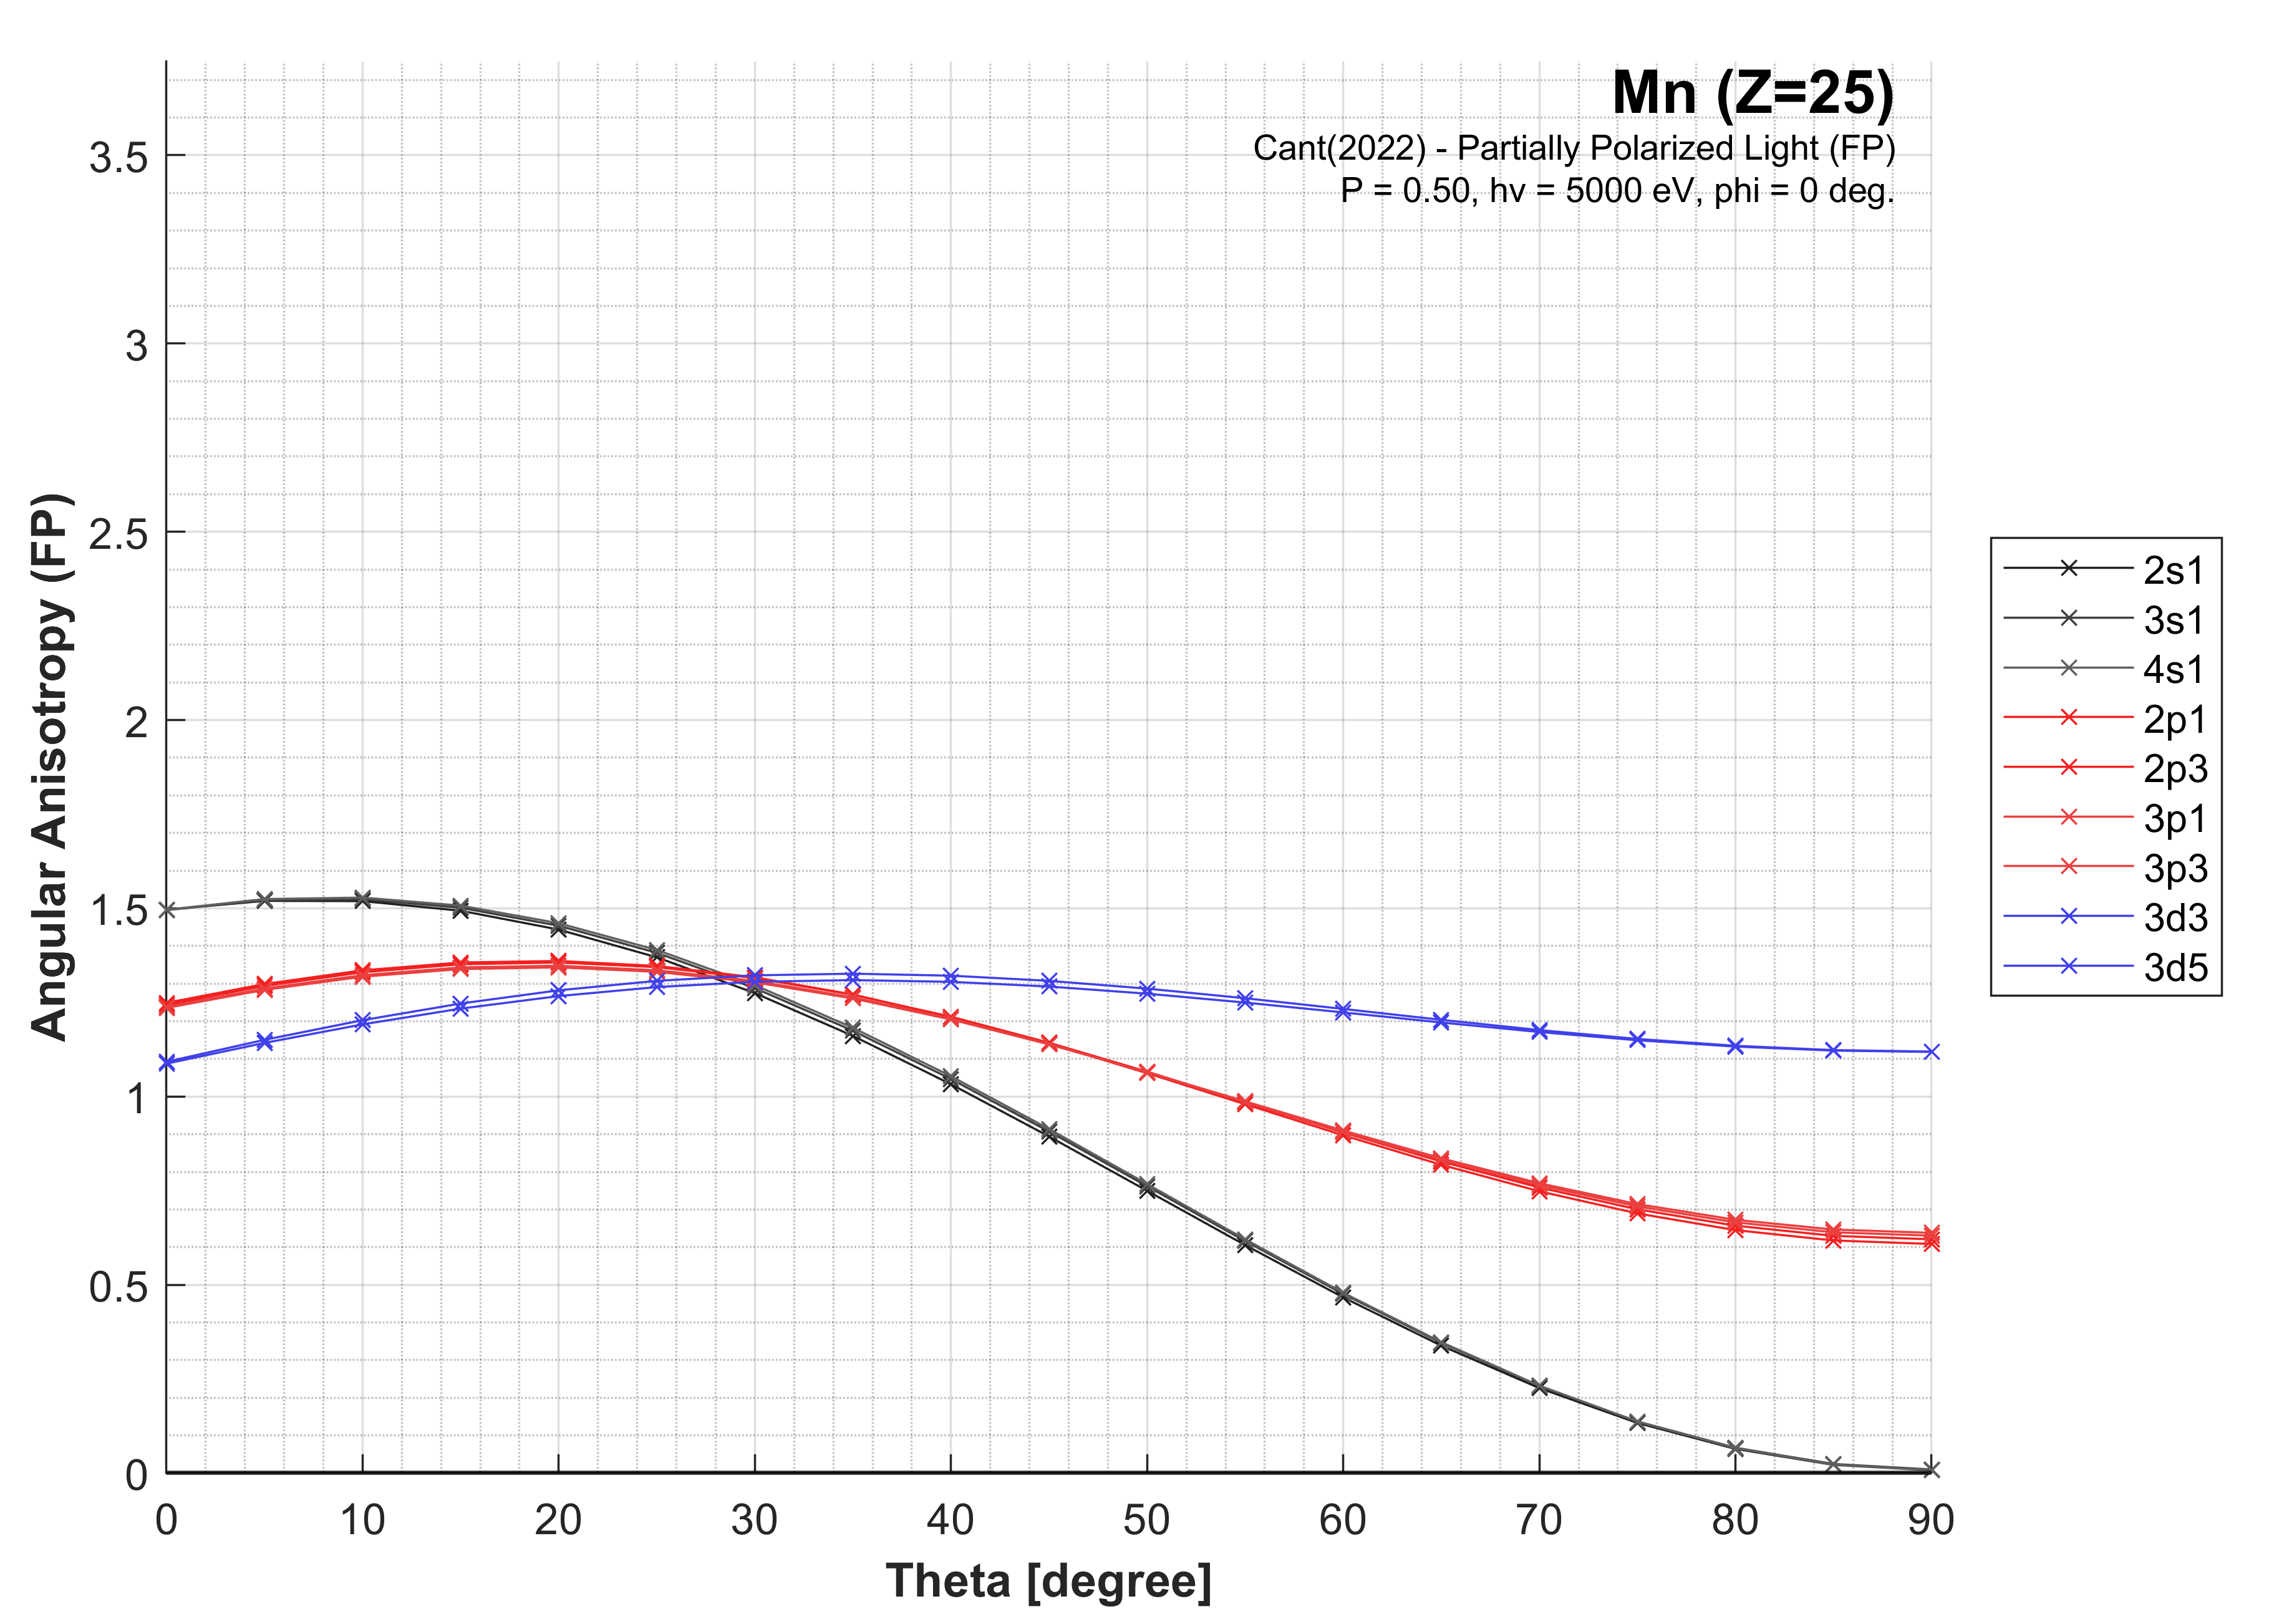 Mn (Z=25)
Cant(2022) - Partially Polarized Light (FP)
P = 0.50, hv = 5000 eV, phi = 0 deg.
Angular Anisotropy (FP)
3.5
3
2.5
2
1.5
1
0.5
0
0 10 20 30 40 50 60 70 80 90
Theta [degree]
2s1
3s1
4s1
2p1
2p3
3p1
3p3
3d3
3d5